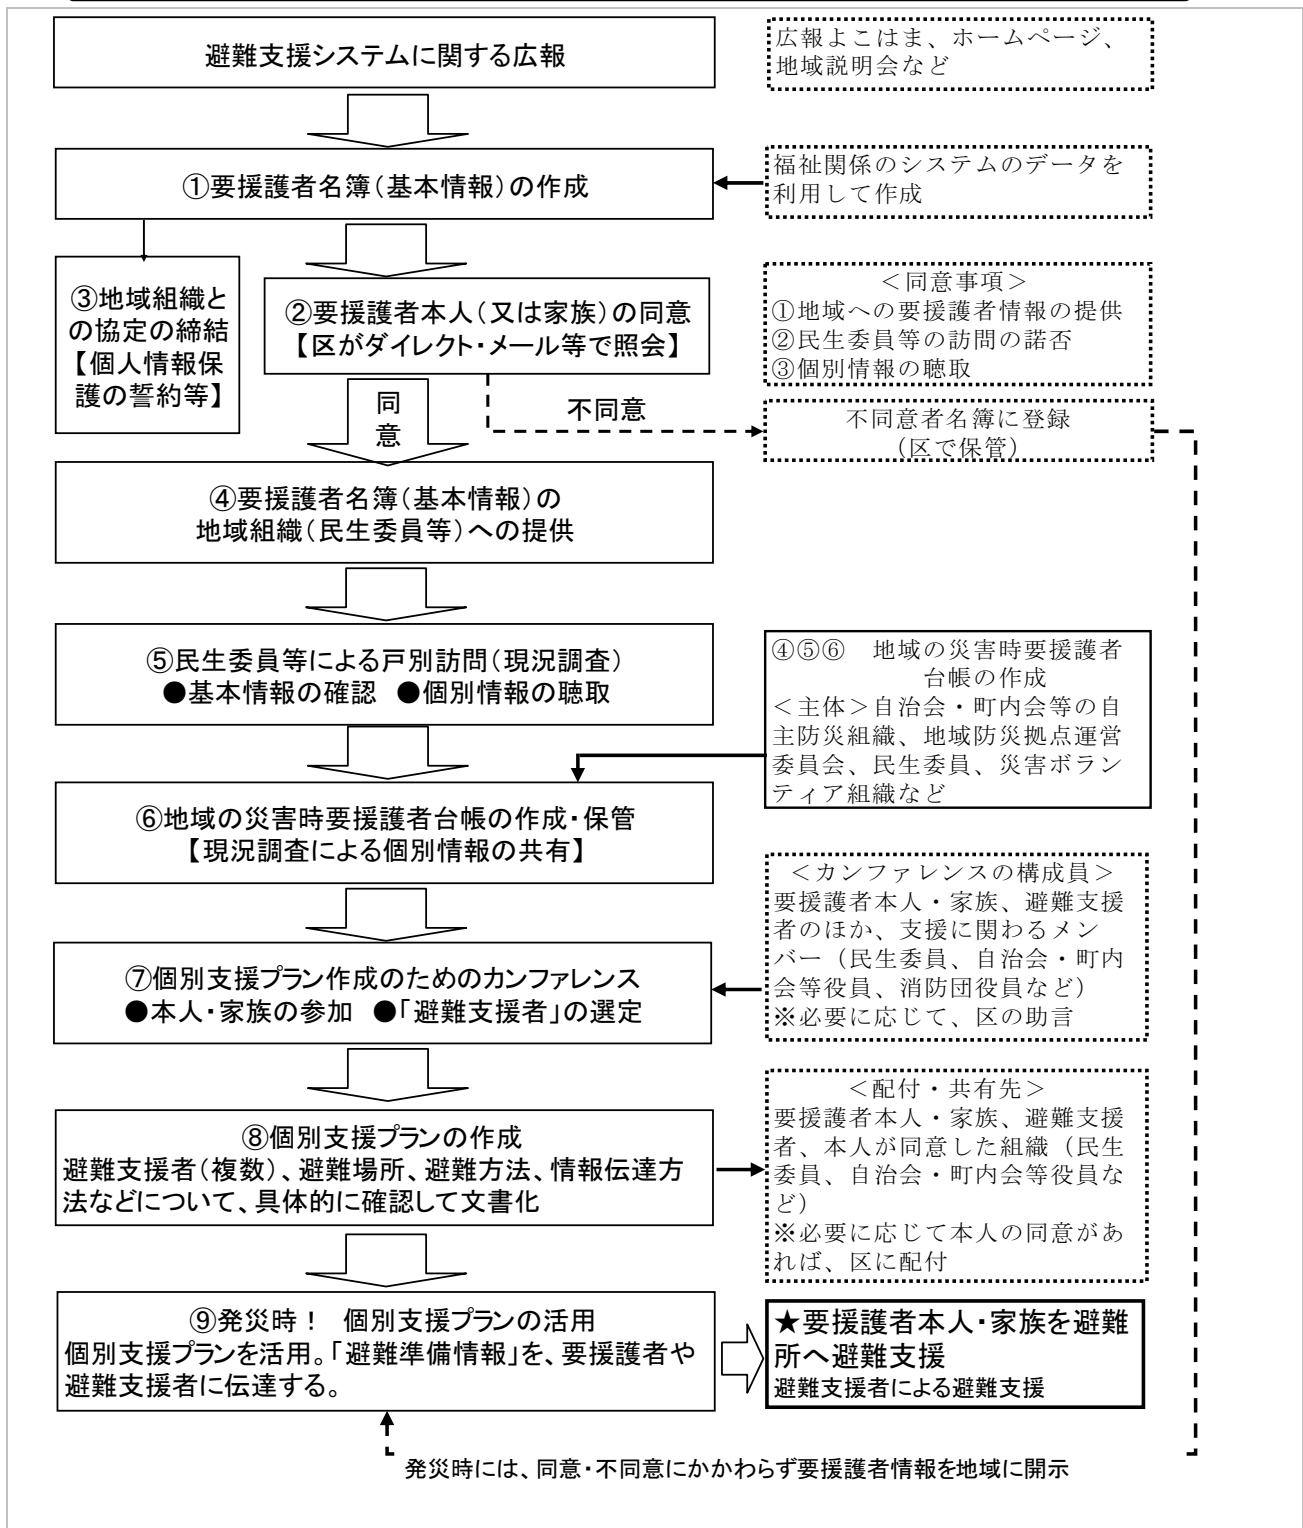 避難支援システムに関する広報
広報よこはま、ホームページ、
地域説明会など
①要援護者名簿(基本情報)の作成
福祉関係のシステムのデータを
利用して作成
③地域組織と
の協定の締結
【個人情報保
護の誓約等】
②要援護者本人(又は家族)の同意
【区がダイレクト・メール等で照会】
<同意事項>
①地域への要援護者情報の提供
②民生委員等の訪問の諾否
③個別情報の聴取
同
意
不同意
不同意者名簿に登録
(区で保管)
④要援護者名簿(基本情報)の
地域組織(民生委員等)への提供
⑤民生委員等による戸別訪問(現況調査)
●基本情報の確認 ●個別情報の聴取
④⑤⑥ 地域の災害時要援護者
台帳の作成
<主体>自治会・町内会等の自
主防災組織、地域防災拠点運営
委員会、民生委員、災害ボラン
ティア組織など
⑥地域の災害時要援護者台帳の作成・保管
【現況調査による個別情報の共有】
<カンファレンスの構成員>
要援護者本人・家族、避難支援
者のほか、支援に関わるメン
バー(民生委員、自治会・町内
会等役員、消防団役員など)
※必要に応じて、区の助言
⑦個別支援プラン作成のためのカンファレンス
●本人・家族の参加 ●「避難支援者」の選定
⑧個別支援プランの作成
避難支援者(複数)、避難場所、避難方法、情報伝達方
法などについて、具体的に確認して文書化
<配付・共有先>
要援護者本人・家族、避難支援
者、本人が同意した組織(民生
委員、自治会・町内会等役員な
ど)
※必要に応じて本人の同意があ
れば、区に配付
⑨発災時! 個別支援プランの活用
個別支援プランを活用。「避難準備情報」を、要援護者や
避難支援者に伝達する。
★要援護者本人・家族を避難
所へ避難支援
避難支援者による避難支援
発災時には、同意・不同意にかかわらず要援護者情報を地域に開示